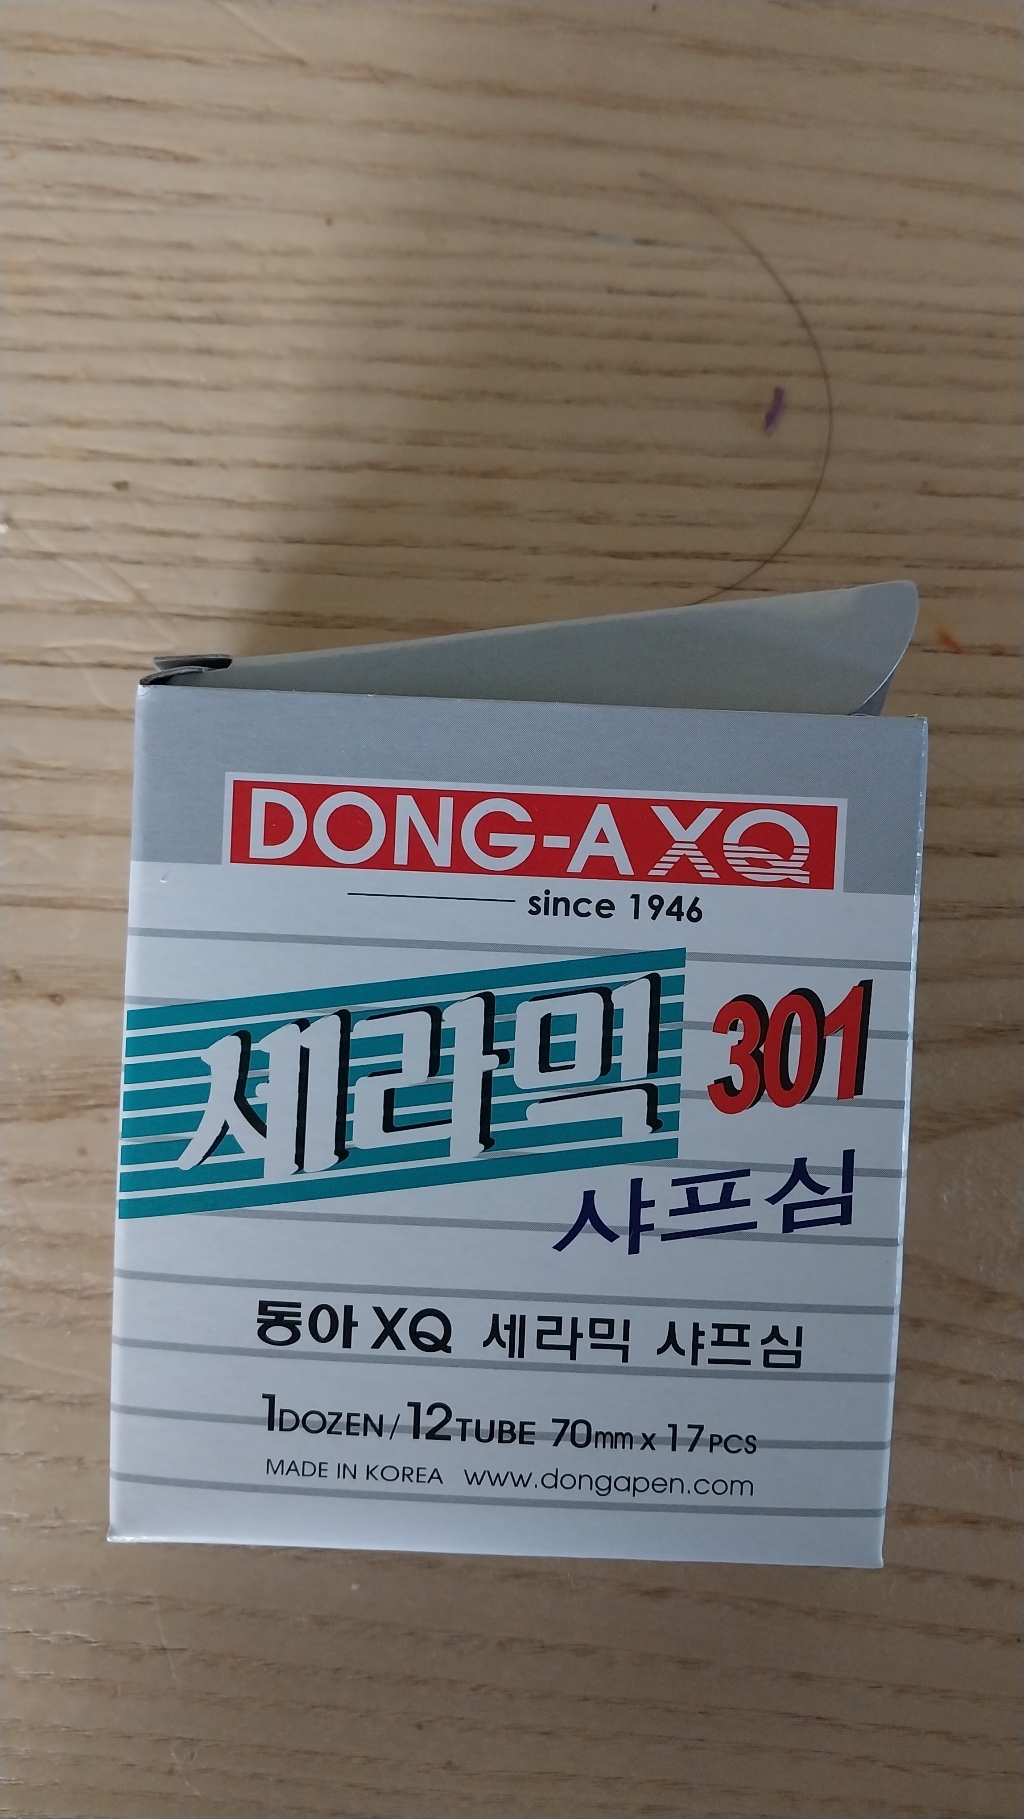 DONG-A XQ
since 1946
세라믹 301
샤프심
동아 XQ 세라믹 샤프심
1DOZEN/12TUBE 70mm x 17PCS
MADE IN KOREA www.dongapen.com